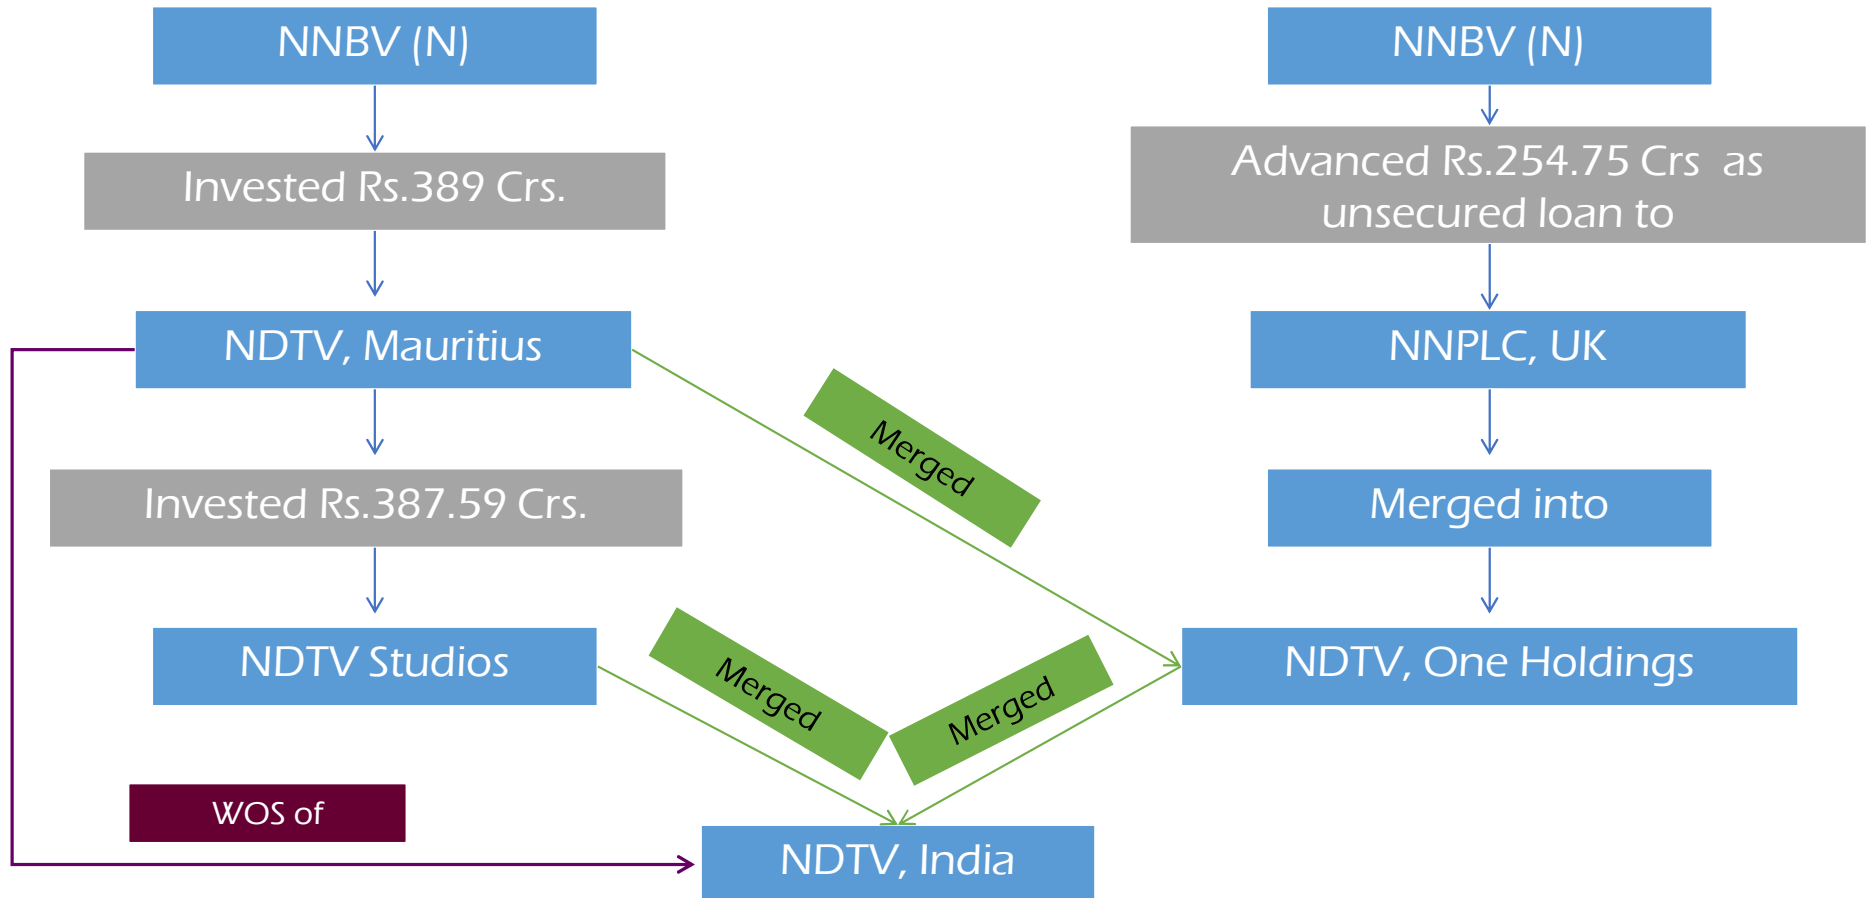 NNBV (N)
Invested Rs.389 Crs.
NDTV, Mauritius
Invested Rs.387.59 Crs.
NDTV Studios
WOS of
Merged
Merged
Merged
NDTV, India
NNBV (N)
Advanced Rs.254.75 Crs as
unsecured loan to
NNPLC, UK
Merged into
NDTV, One Holdings